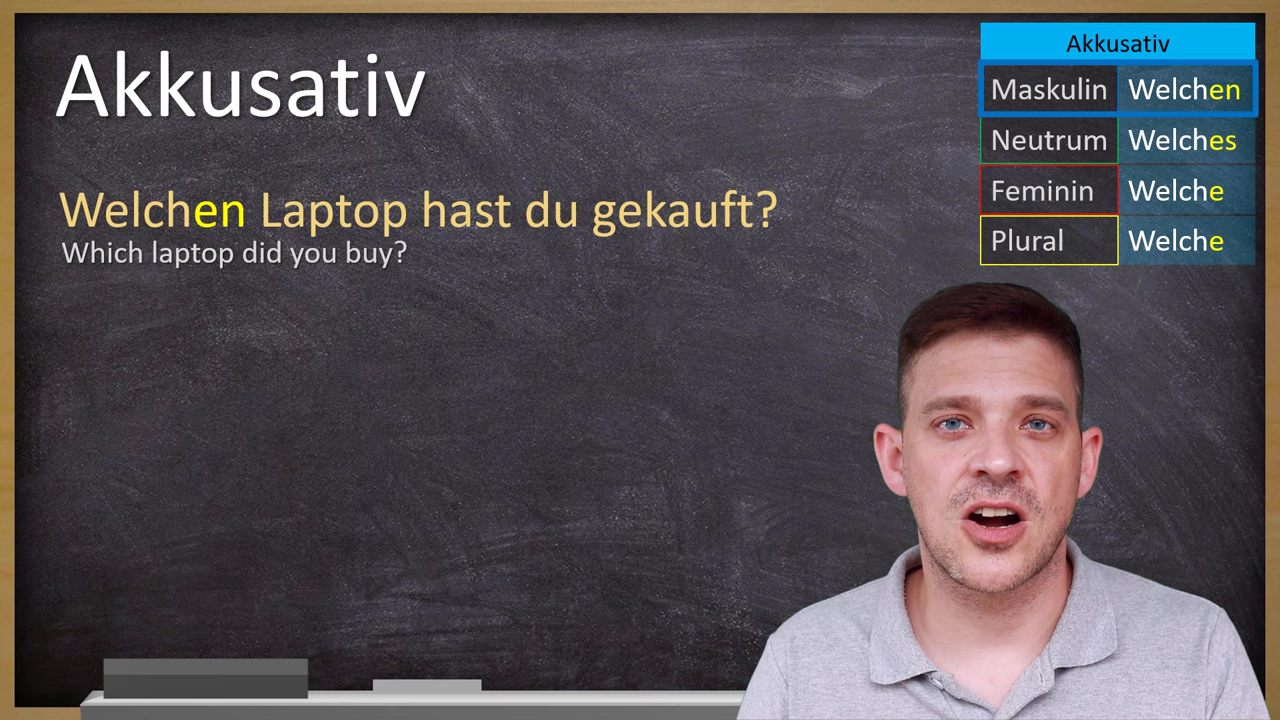 Akkusativ
Welchen Laptop hast du gekauft?
Which laptop did you buy?
Akkusativ
Maskulin Welchen
Neutrum Welches
Feminin Welche
Plural Welche